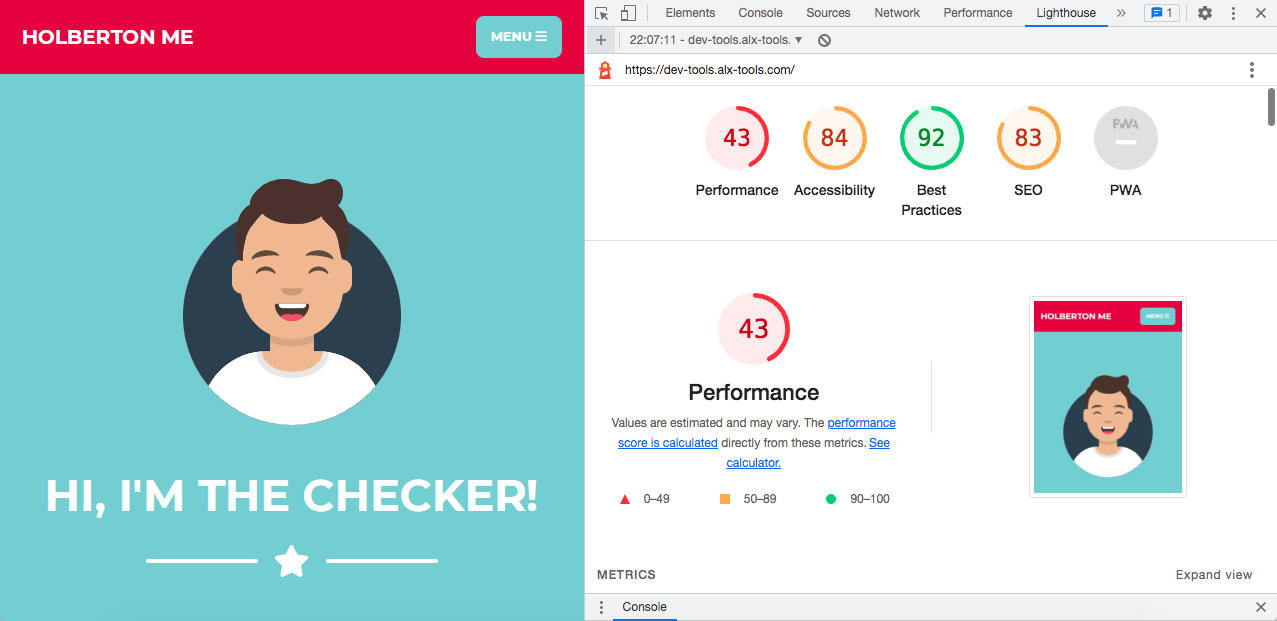 HOLBERTON ME
MENU ☰
HI, I'M THE CHECKER!
Elements Console Sources Network Performance Lighthouse » 1
22:07:11 - dev-tools.alx-tools. ▼
https://dev-tools.alx-tools.com/
43 84 92 83 PWA
Performance Accessibility Best Practices SEO PWA
43
Performance
Values are estimated and may vary. The performance
score is calculated directly from these metrics. See
calculator.
0–49 50–89 90–100
HOLBERTON ME MENU ☰
METRICS Expand view
Console